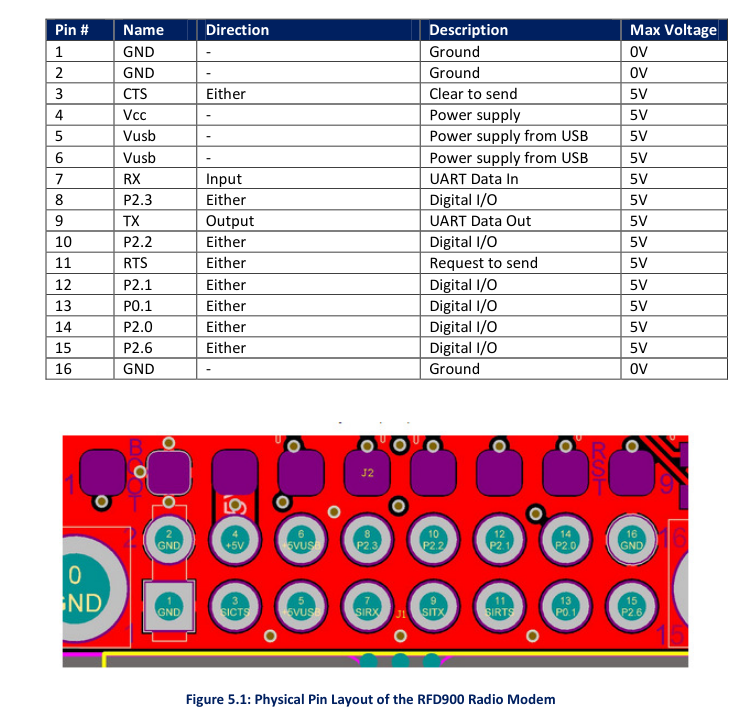 Pin # Name Direction Description Max Voltage
1 GND - Ground 0V
2 GND - Ground 0V
3 CTS Either Clear to send 5V
4 Vcc - Power supply 5V
5 Vusb - Power supply from USB 5V
6 Vusb - Power supply from USB 5V
7 RX Input UART Data In 5V
8 P2.3 Either Digital I/O 5V
9 TX Output UART Data Out 5V
10 P2.2 Either Digital I/O 5V
11 RTS Either Request to send 5V
12 P2.1 Either Digital I/O 5V
13 P0.1 Either Digital I/O 5V
14 P2.0 Either Digital I/O 5V
15 P2.6 Either Digital I/O 5V
16 GND - Ground 0V
1 BOOT J2 RST 9
2 4 6 8 10 12 14 16
2 GND +5V +5VUSB P2.3 P2.2 P2.1 P2.0 GND 16
0
GND
1 3 5 7 9 11 13 15
GND SICTS +5VUSB SIRX J1 SITX SIRTS P0.1 P2.6
1 15
Figure 5.1: Physical Pin Layout of the RFD900 Radio Modem